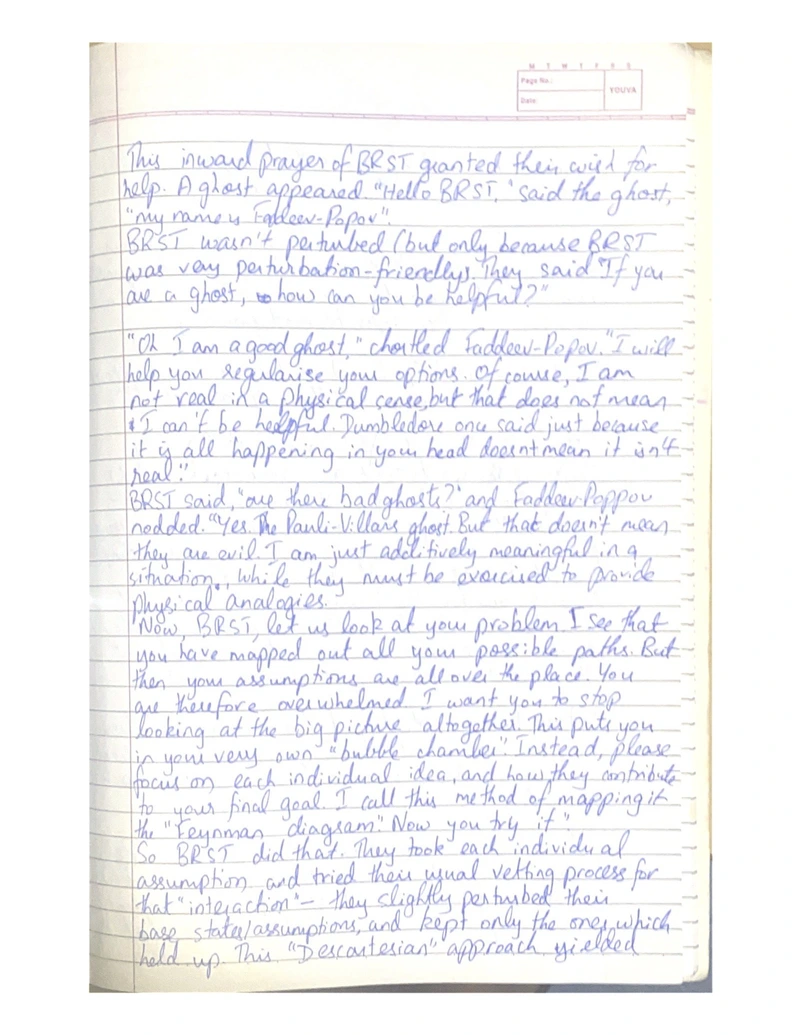 M T W T F S S
Page No.:
YOUVA
Date:
This inward prayer of BRST granted their wish for
help. A ghost appeared. "Hello BRST,' said the ghost,
"my name is Faddeev-Popov".
BRST wasn't perturbed (but only because BRST
was very perturbation-friendly). They said "If you
are a ghost, how can you be helpful?"
"Oh I am a good ghost," chortled Faddeev-Popov. "I will
help you regularise your options. Of course, I am
not real in a physical sense, but that does not mean
I can't be helpful. Dumbledore once said just because
it is all happening in your head doesnt mean it isn't
real."
BRST said, "are there bad ghosts?' and Faddeev-Poppov
nodded. "Yes. The Pauli-Villars ghost. But that doesn't mean
they are evil. I am just additively meaningful in a
situation, while they must be exorcised to provide
physical analogies.
Now, BRST, let us look at your problem. I see that
you have mapped out all your possible paths. But
then your assumptions are all over the place. You
are therefore overwhelmed. I want you to stop
looking at the big picture altogether. This puts you
in your very own "bubble chamber". Instead, please
focus on each individual idea, and how they contribute
to your final goal. I call this method of mapping it
the "Feynman diagram". Now you try it"
So BRST did that. They took each individual
assumption and tried their usual vetting process for
that "interaction" – they slightly perturbed their
base states/assumptions, and kept only the ones which
held up. This "Descartesian" approach yielded